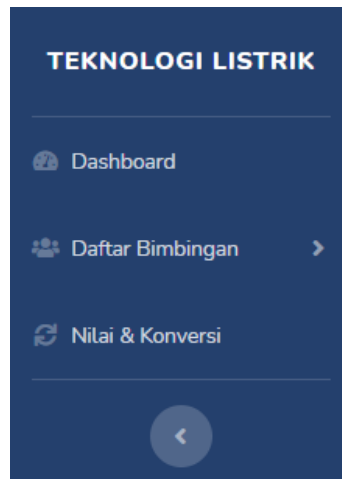 TEKNOLOGI LISTRIK
Dashboard
Daftar Bimbingan
Nilai & Konversi